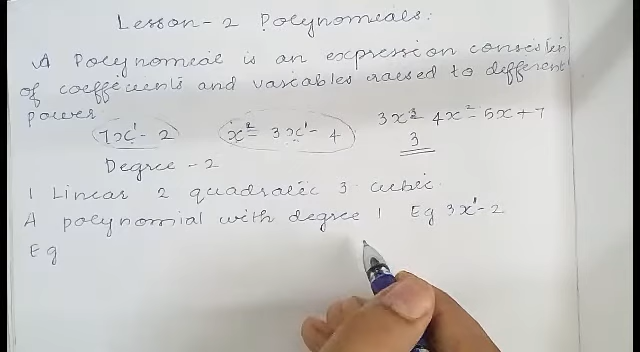 Lesson - 2 Polynomials:
A Polynomial is an expression consistin
of coefficients and variables raised to different
power
7x¹ - 2 x² - 3x¹ - 4 3x³ - 4x² - 5x + 7
3
Degree - 2
1 Linear 2 quadratic 3 cubic
A polynomial with degree 1 Eg 3x¹ - 2
Eg